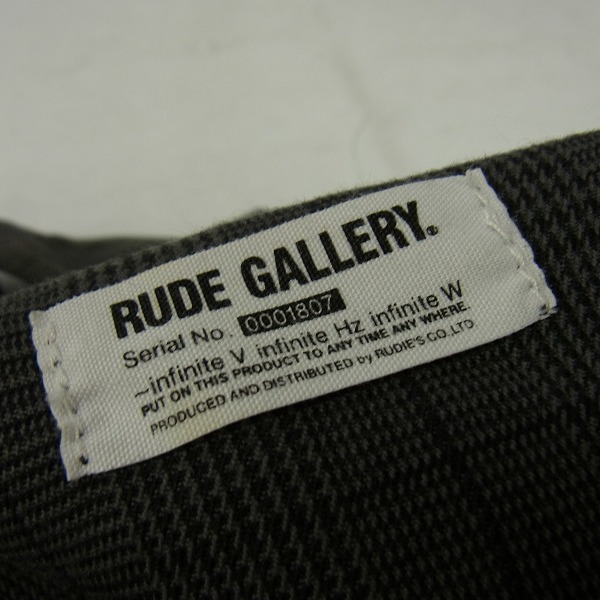 RUDE GALLERY®
Serial No. 0001807
~infinite V infinite Hz infinite W
PUT ON THIS PRODUCT TO ANY TIME ANY WHERE.
PRODUCED AND DISTRIBUTED by RUDIE'S CO.,LTD